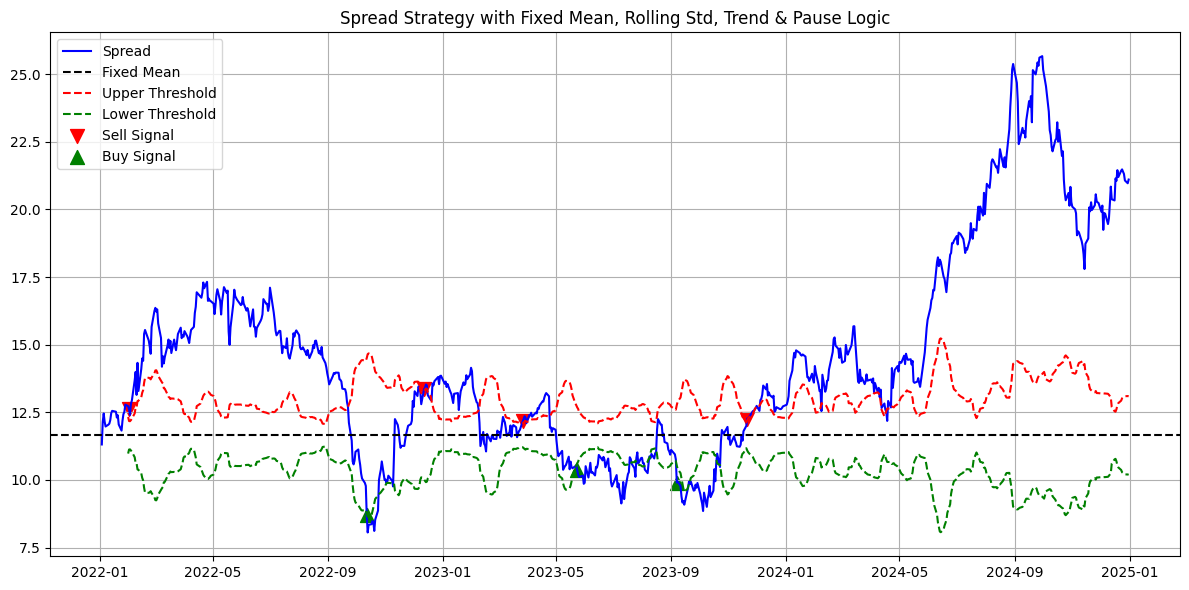 Spread Strategy with Fixed Mean, Rolling Std, Trend & Pause Logic
Spread
Fixed Mean
Upper Threshold
Lower Threshold
Sell Signal
Buy Signal
25.0
22.5
20.0
17.5
15.0
12.5
10.0
7.5
2022-01 2022-05 2022-09 2023-01 2023-05 2023-09 2024-01 2024-05 2024-09 2025-01